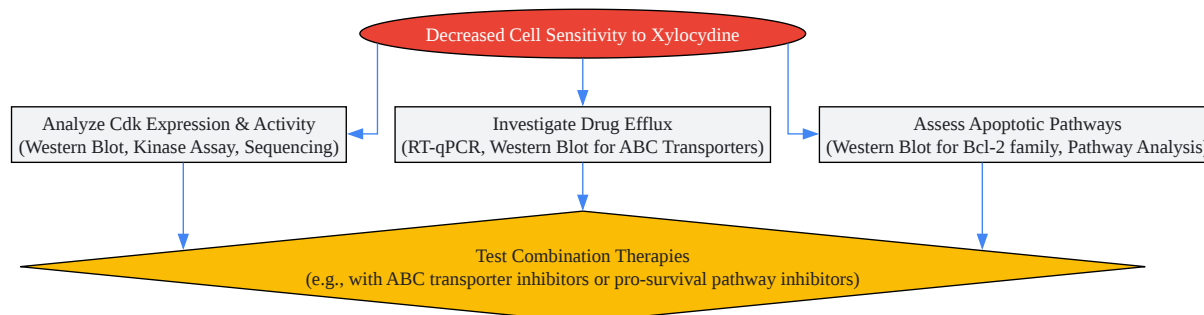 Decreased Cell Sensitivity to Xylocydine
Analyze Cdk Expression & Activity
(Western Blot, Kinase Assay, Sequencing)
Investigate Drug Efflux
(RT-qPCR, Western Blot for ABC Transporters)
Assess Apoptotic Pathways
(Western Blot for Bcl-2 family, Pathway Analysis)
Test Combination Therapies
(e.g., with ABC transporter inhibitors or pro-survival pathway inhibitors)